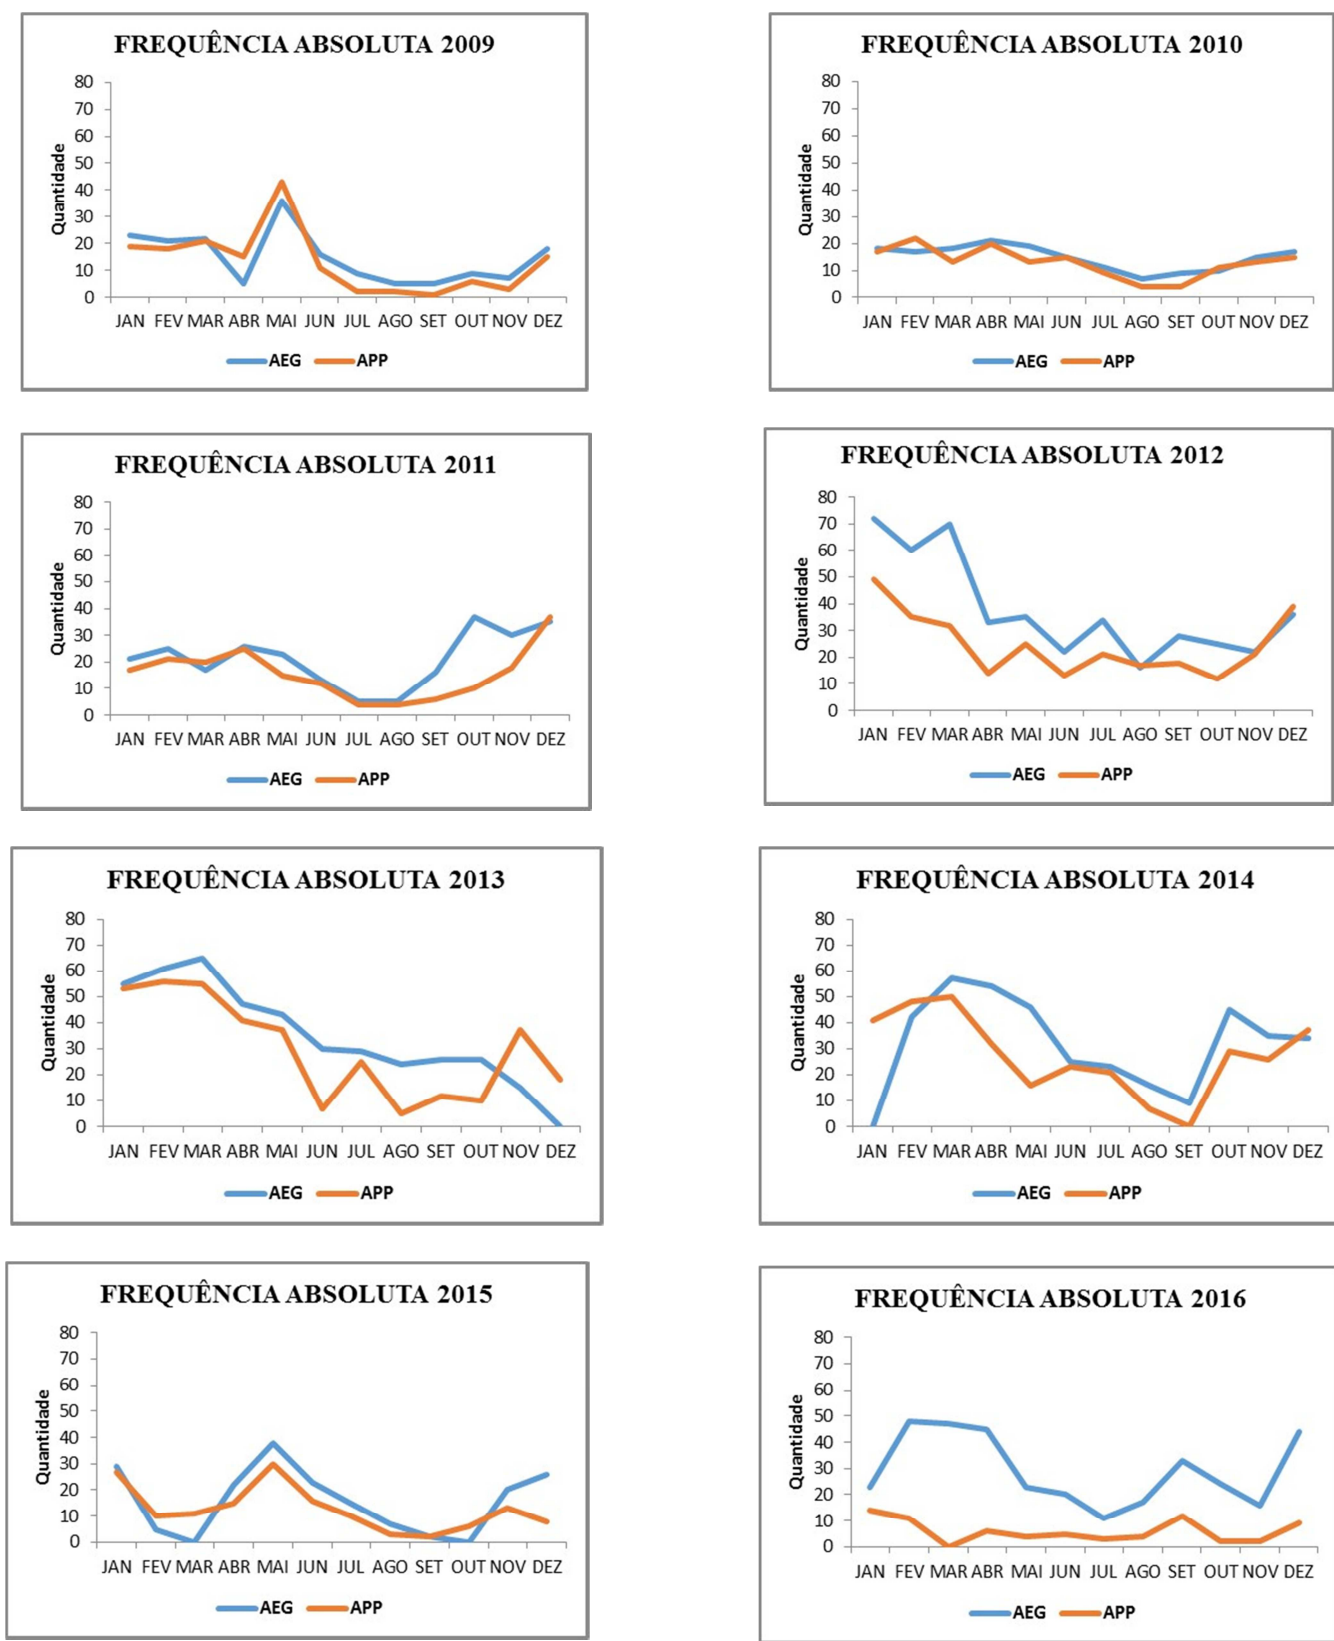 FREQUÊNCIA ABSOLUTA 2009
Quantidade
80
70
60
50
40
30
20
10
0
JAN FEV MAR ABR MAI JUN JUL AGO SET OUT NOV DEZ
AEG APP
FREQUÊNCIA ABSOLUTA 2010
Quantidade
80
70
60
50
40
30
20
10
0
JAN FEV MAR ABR MAI JUN JUL AGO SET OUT NOV DEZ
AEG APP
FREQUÊNCIA ABSOLUTA 2011
Quantidade
80
70
60
50
40
30
20
10
0
JAN FEV MAR ABR MAI JUN JUL AGO SET OUT NOV DEZ
AEG APP
FREQUÊNCIA ABSOLUTA 2012
Quantidade
80
70
60
50
40
30
20
10
0
JAN FEV MAR ABR MAI JUN JUL AGO SET OUT NOV DEZ
AEG APP
FREQUÊNCIA ABSOLUTA 2013
Quantidade
80
70
60
50
40
30
20
10
0
JAN FEV MAR ABR MAI JUN JUL AGO SET OUT NOV DEZ
AEG APP
FREQUÊNCIA ABSOLUTA 2014
Quantidade
80
70
60
50
40
30
20
10
0
JAN FEV MAR ABR MAI JUN JUL AGO SET OUT NOV DEZ
AEG APP
FREQUÊNCIA ABSOLUTA 2015
Quantidade
80
70
60
50
40
30
20
10
0
JAN FEV MAR ABR MAI JUN JUL AGO SET OUT NOV DEZ
AEG APP
FREQUÊNCIA ABSOLUTA 2016
Quantidade
80
70
60
50
40
30
20
10
0
JAN FEV MAR ABR MAI JUN JUL AGO SET OUT NOV DEZ
AEG APP